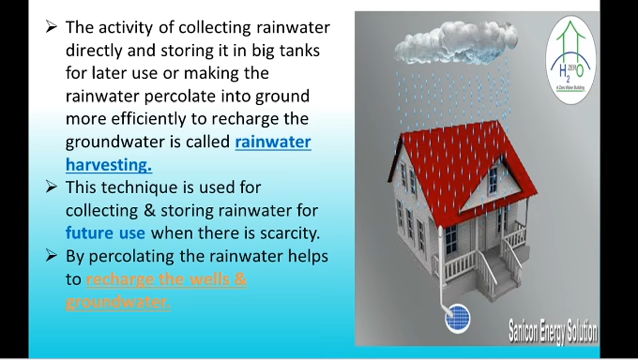 ➢ The activity of collecting rainwater
directly and storing it in big tanks
for later use or making the
rainwater percolate into ground
more efficiently to recharge the
groundwater is called rainwater
harvesting.
➢ This technique is used for
collecting & storing rainwater for
future use when there is scarcity.
➢ By percolating the rainwater helps
to recharge the wells &
groundwater.
ZERO
H2O
A Zero Water Building
Sanicon Energy Solution